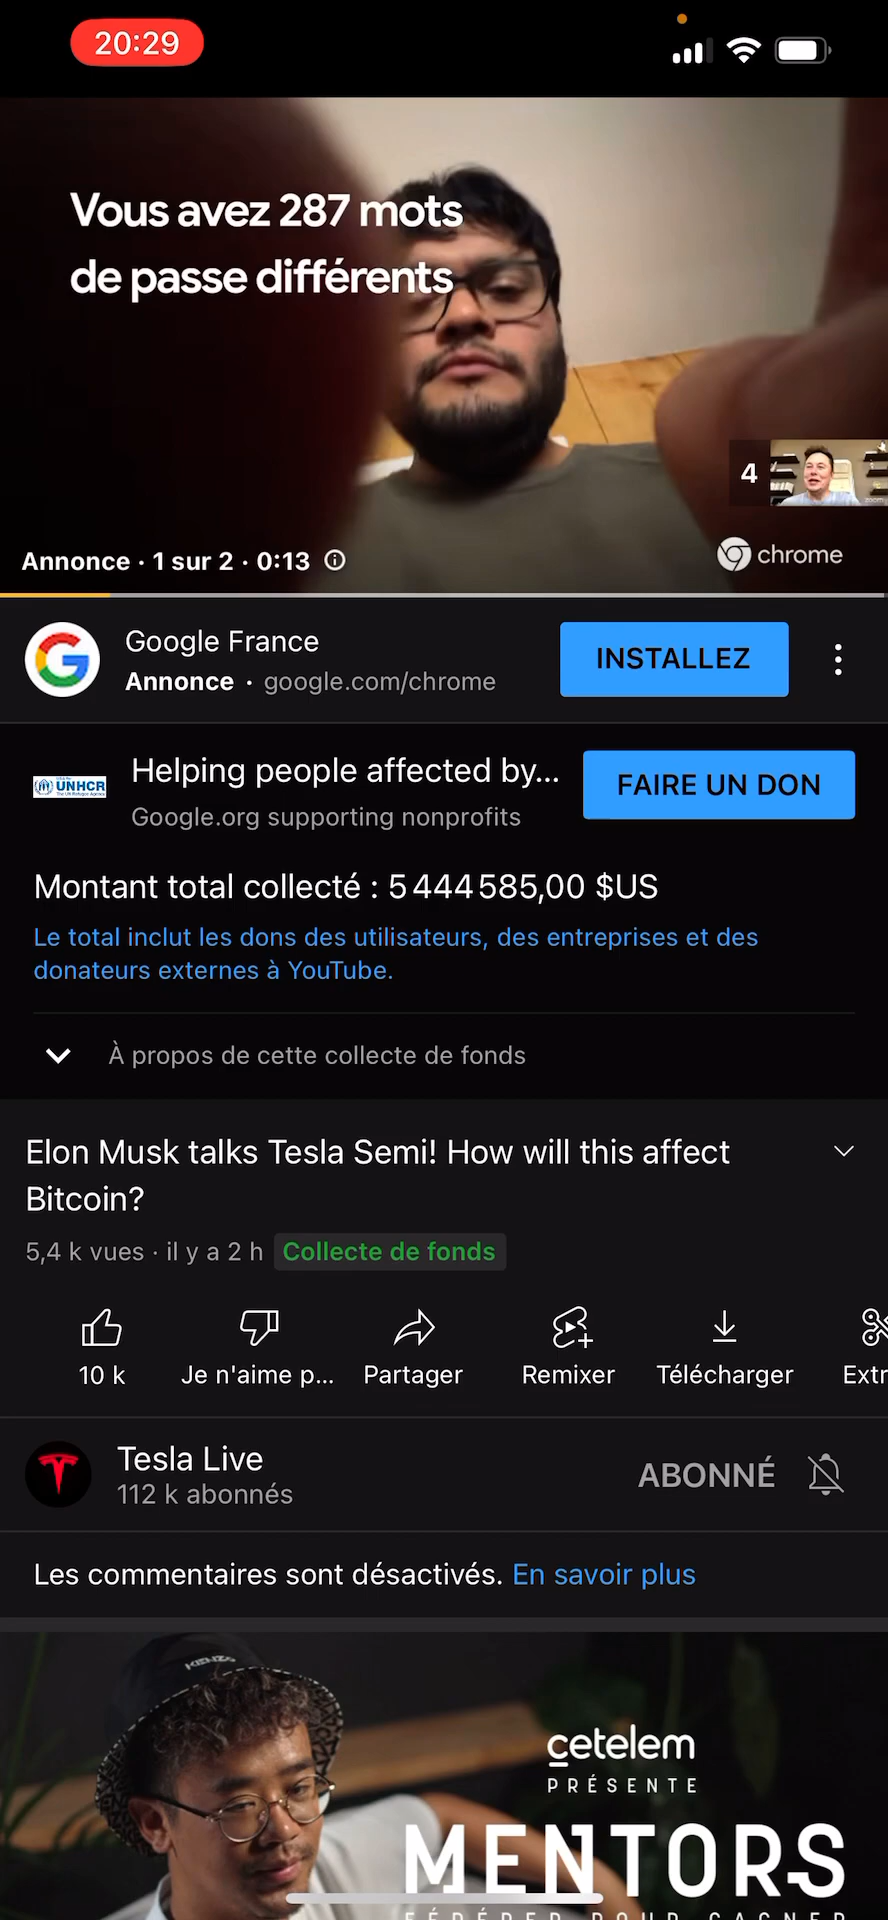 20:29
Vous avez 287 mots
de passe différents
4
Annonce · 1 sur 2 · 0:13
chrome
Google France
Annonce · google.com/chrome
INSTALLEZ
UNHCR
Helping people affected by...
Google.org supporting nonprofits
FAIRE UN DON
Montant total collecté : 5 444 585,00 $US
Le total inclut les dons des utilisateurs, des entreprises et des
donateurs externes à YouTube.
À propos de cette collecte de fonds
Elon Musk talks Tesla Semi! How will this affect
Bitcoin?
5,4 k vues · il y a 2 h Collecte de fonds
10 k
Je n'aime p...
Partager
Remixer
Télécharger
Extr
Tesla Live
112 k abonnés
ABONNÉ
Les commentaires sont désactivés. En savoir plus
KENZO
cetelem
PRÉSENTE
MENTORS